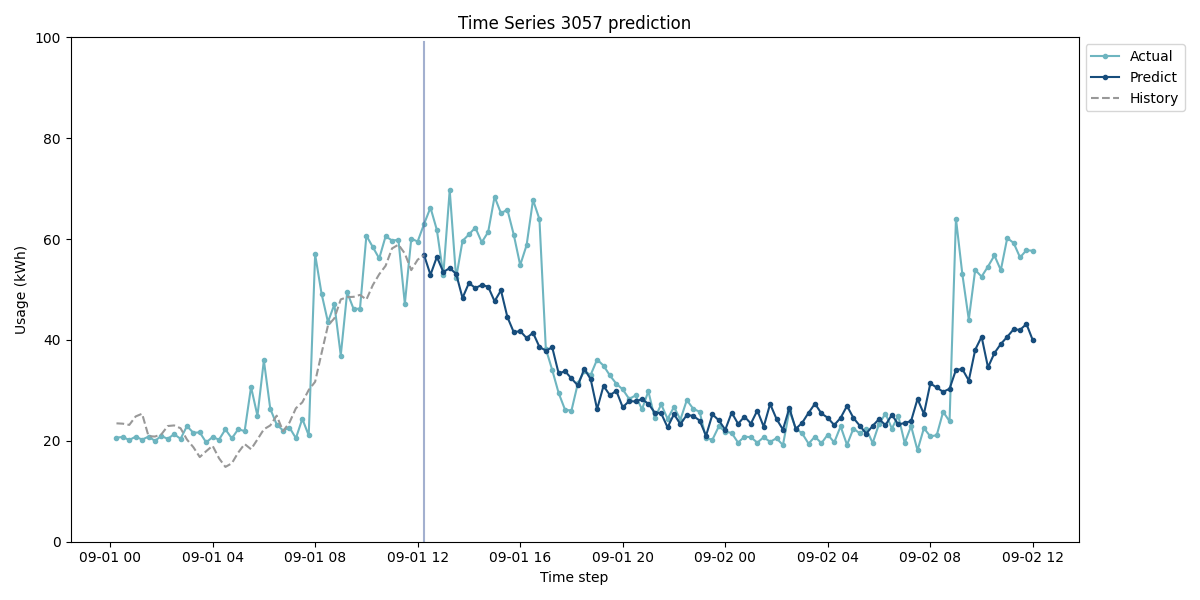 Time Series 3057 prediction
100
80
60
40
20
0
Usage (kWh)
09-01 00
09-01 04
09-01 08
09-01 12
09-01 16
09-01 20
09-02 00
09-02 04
09-02 08
09-02 12
Time step
Actual
Predict
History